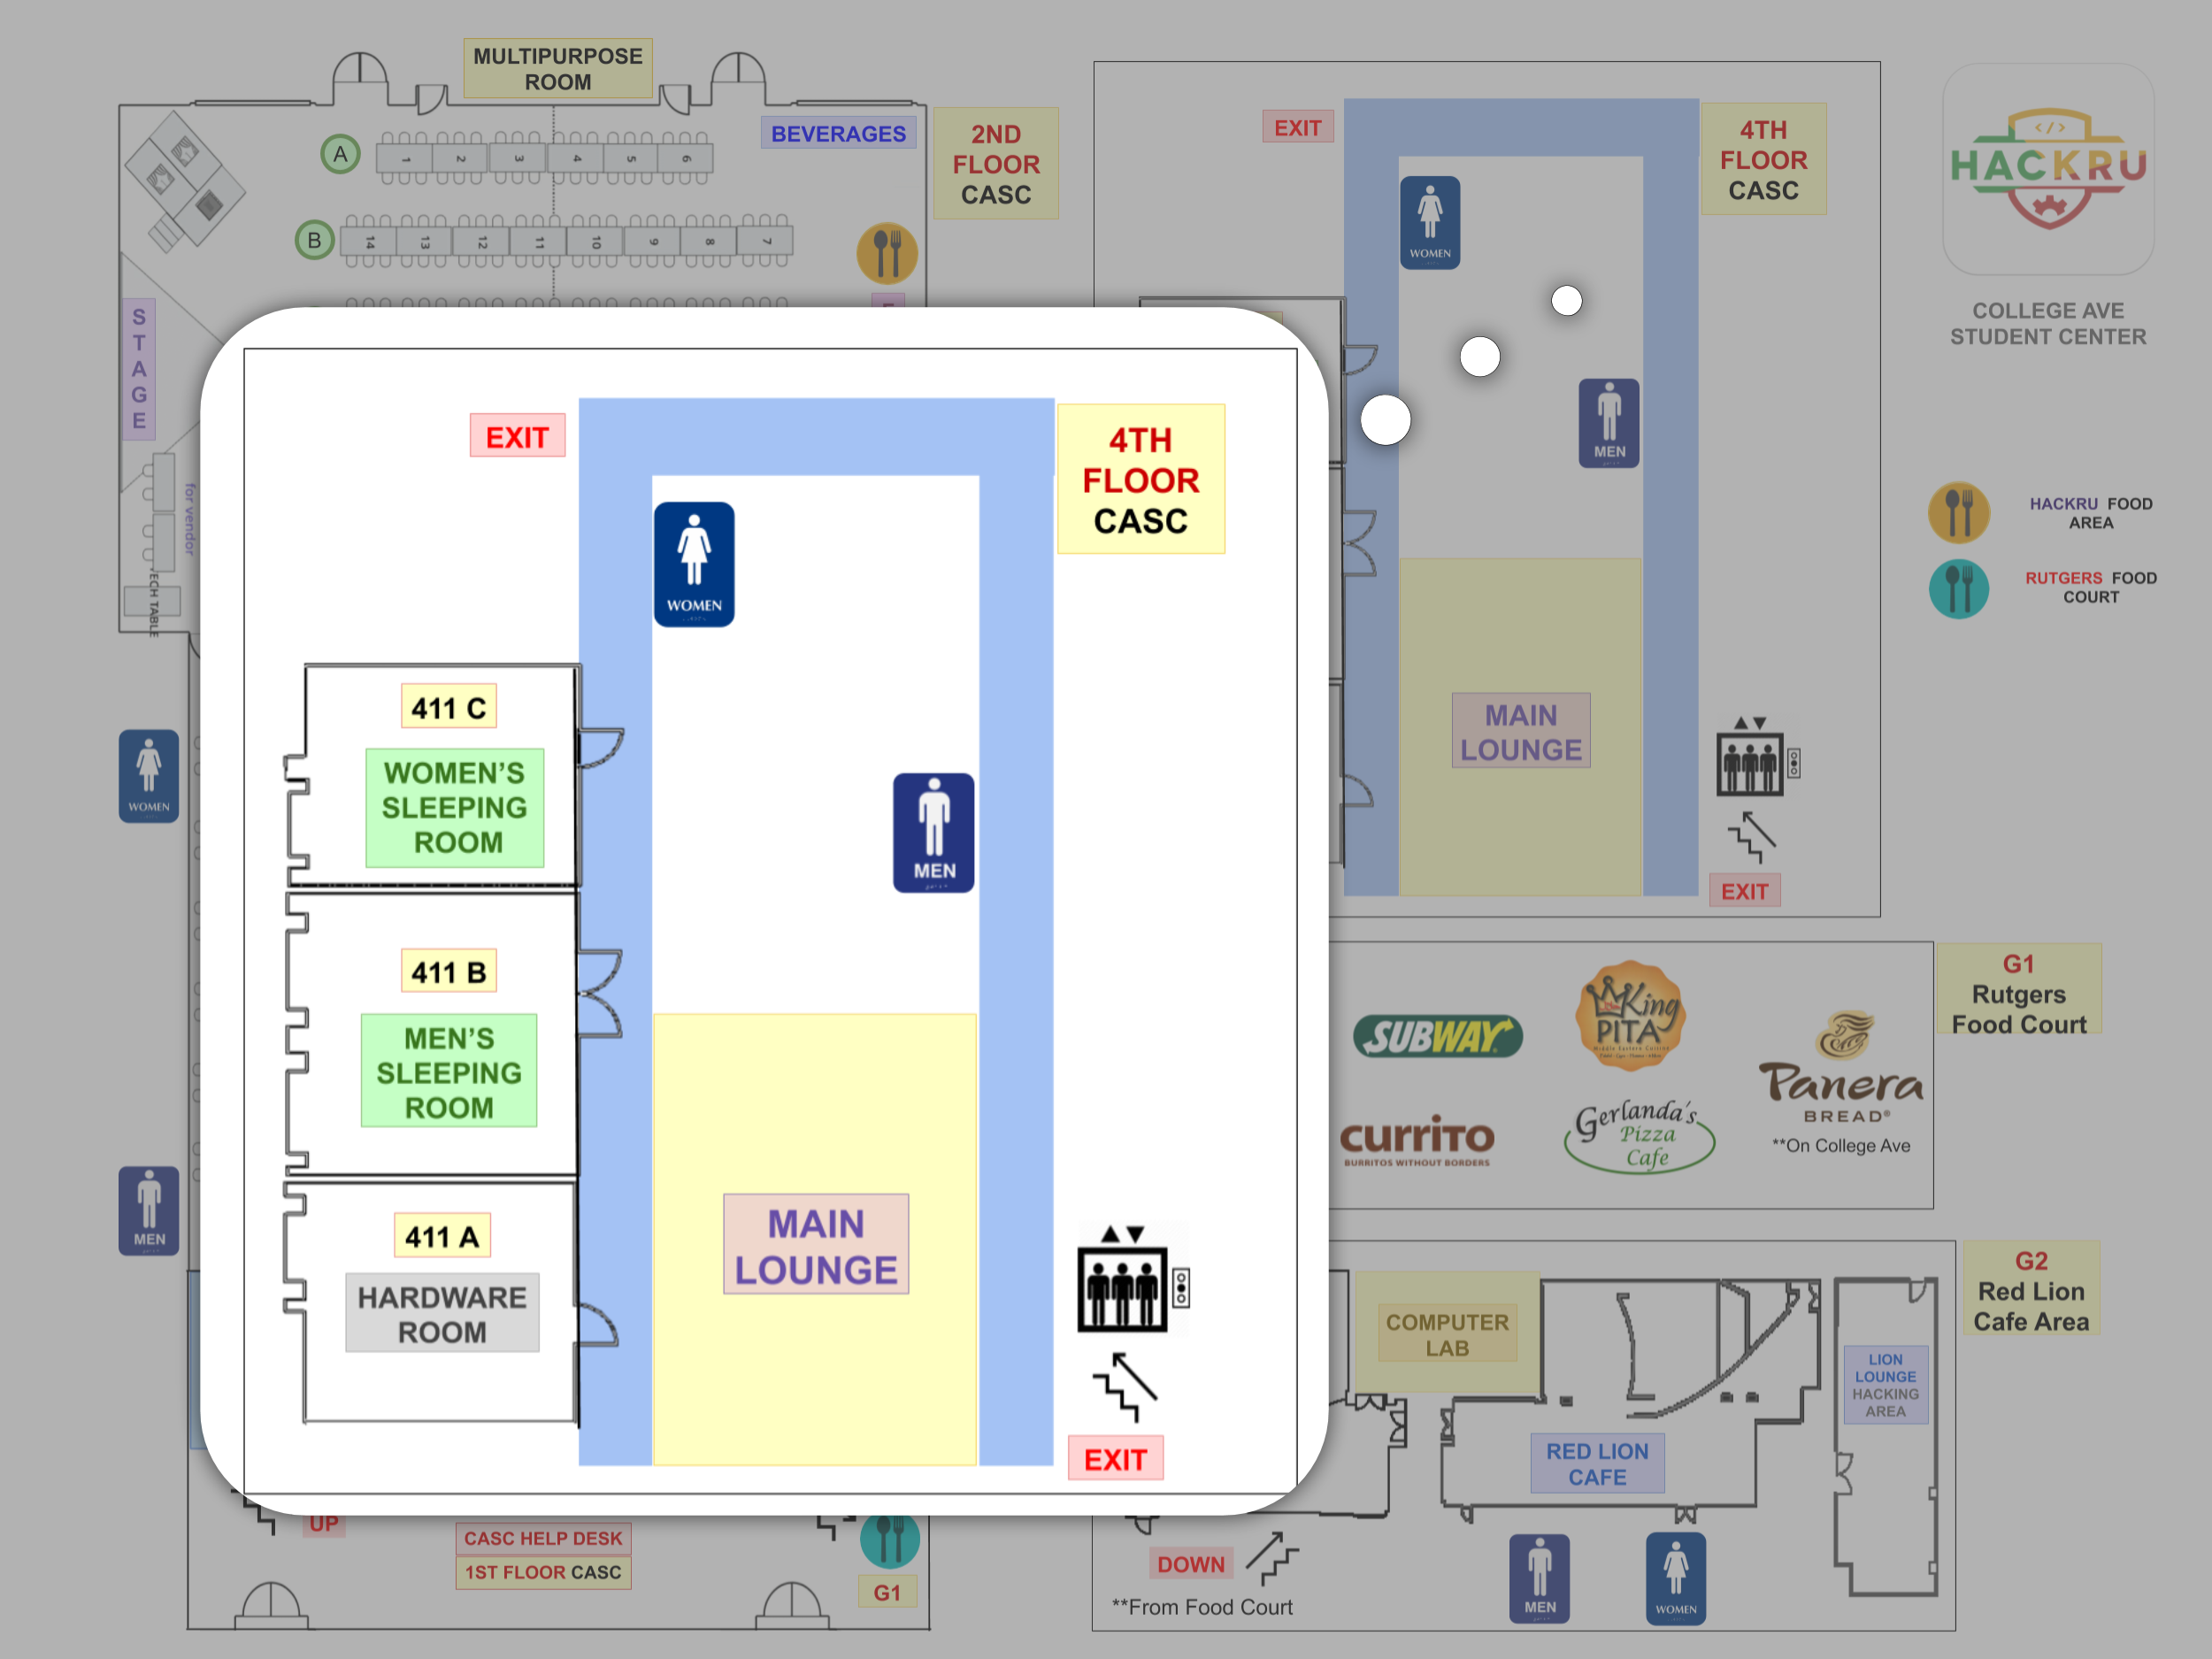 MULTIPURPOSE
ROOM
BEVERAGES
2ND
FLOOR
CASC
A
1
2
3
4
5
6
B
14
13
12
11
10
9
8
7
S
T
A
G
E
for vendor
TECH TABLE
WOMEN
MEN
EXIT
4TH
FLOOR
CASC
WOMEN
411 C
WOMEN'S
SLEEPING
ROOM
MEN
411 B
MEN'S
SLEEPING
ROOM
411 A
HARDWARE
ROOM
MAIN
LOUNGE
EXIT
UP
CASC HELP DESK
1ST FLOOR CASC
G1
EXIT
4TH
FLOOR
CASC
WOMEN
MEN
MAIN
LOUNGE
EXIT
</>
HACKRU
COLLEGE AVE
STUDENT CENTER
HACKRU FOOD
AREA
RUTGERS FOOD
COURT
SUBWAY
King
PITA
Panera
BREAD®
**On College Ave
CURRITO
BURRITOS WITHOUT BORDERS
Gerlanda's
Pizza
Cafe
G1
Rutgers
Food Court
COMPUTER
LAB
RED LION
CAFE
LION
LOUNGE
HACKING
AREA
G2
Red Lion
Cafe Area
DOWN
**From Food Court
MEN
WOMEN